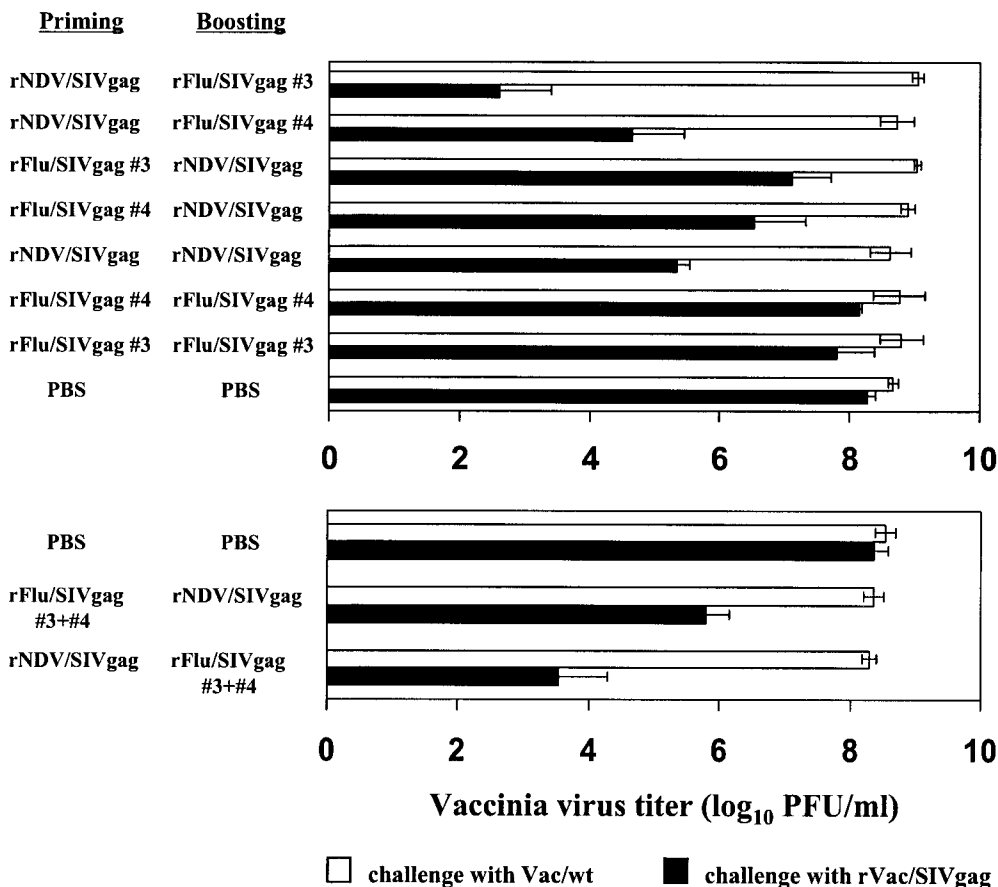 Priming Boosting
rNDV/SIVgag rFlu/SIVgag #3
rNDV/SIVgag rFlu/SIVgag #4
rFlu/SIVgag #3 rNDV/SIVgag
rFlu/SIVgag #4 rNDV/SIVgag
rNDV/SIVgag rNDV/SIVgag
rFlu/SIVgag #4 rFlu/SIVgag #4
rFlu/SIVgag #3 rFlu/SIVgag #3
PBS PBS
0 2 4 6 8 10
PBS PBS
rFlu/SIVgag rNDV/SIVgag
#3+#4
rNDV/SIVgag rFlu/SIVgag
#3+#4
0 2 4 6 8 10
Vaccinia virus titer (log10 PFU/ml)
challenge with Vac/wt challenge with rVac/SIVgag